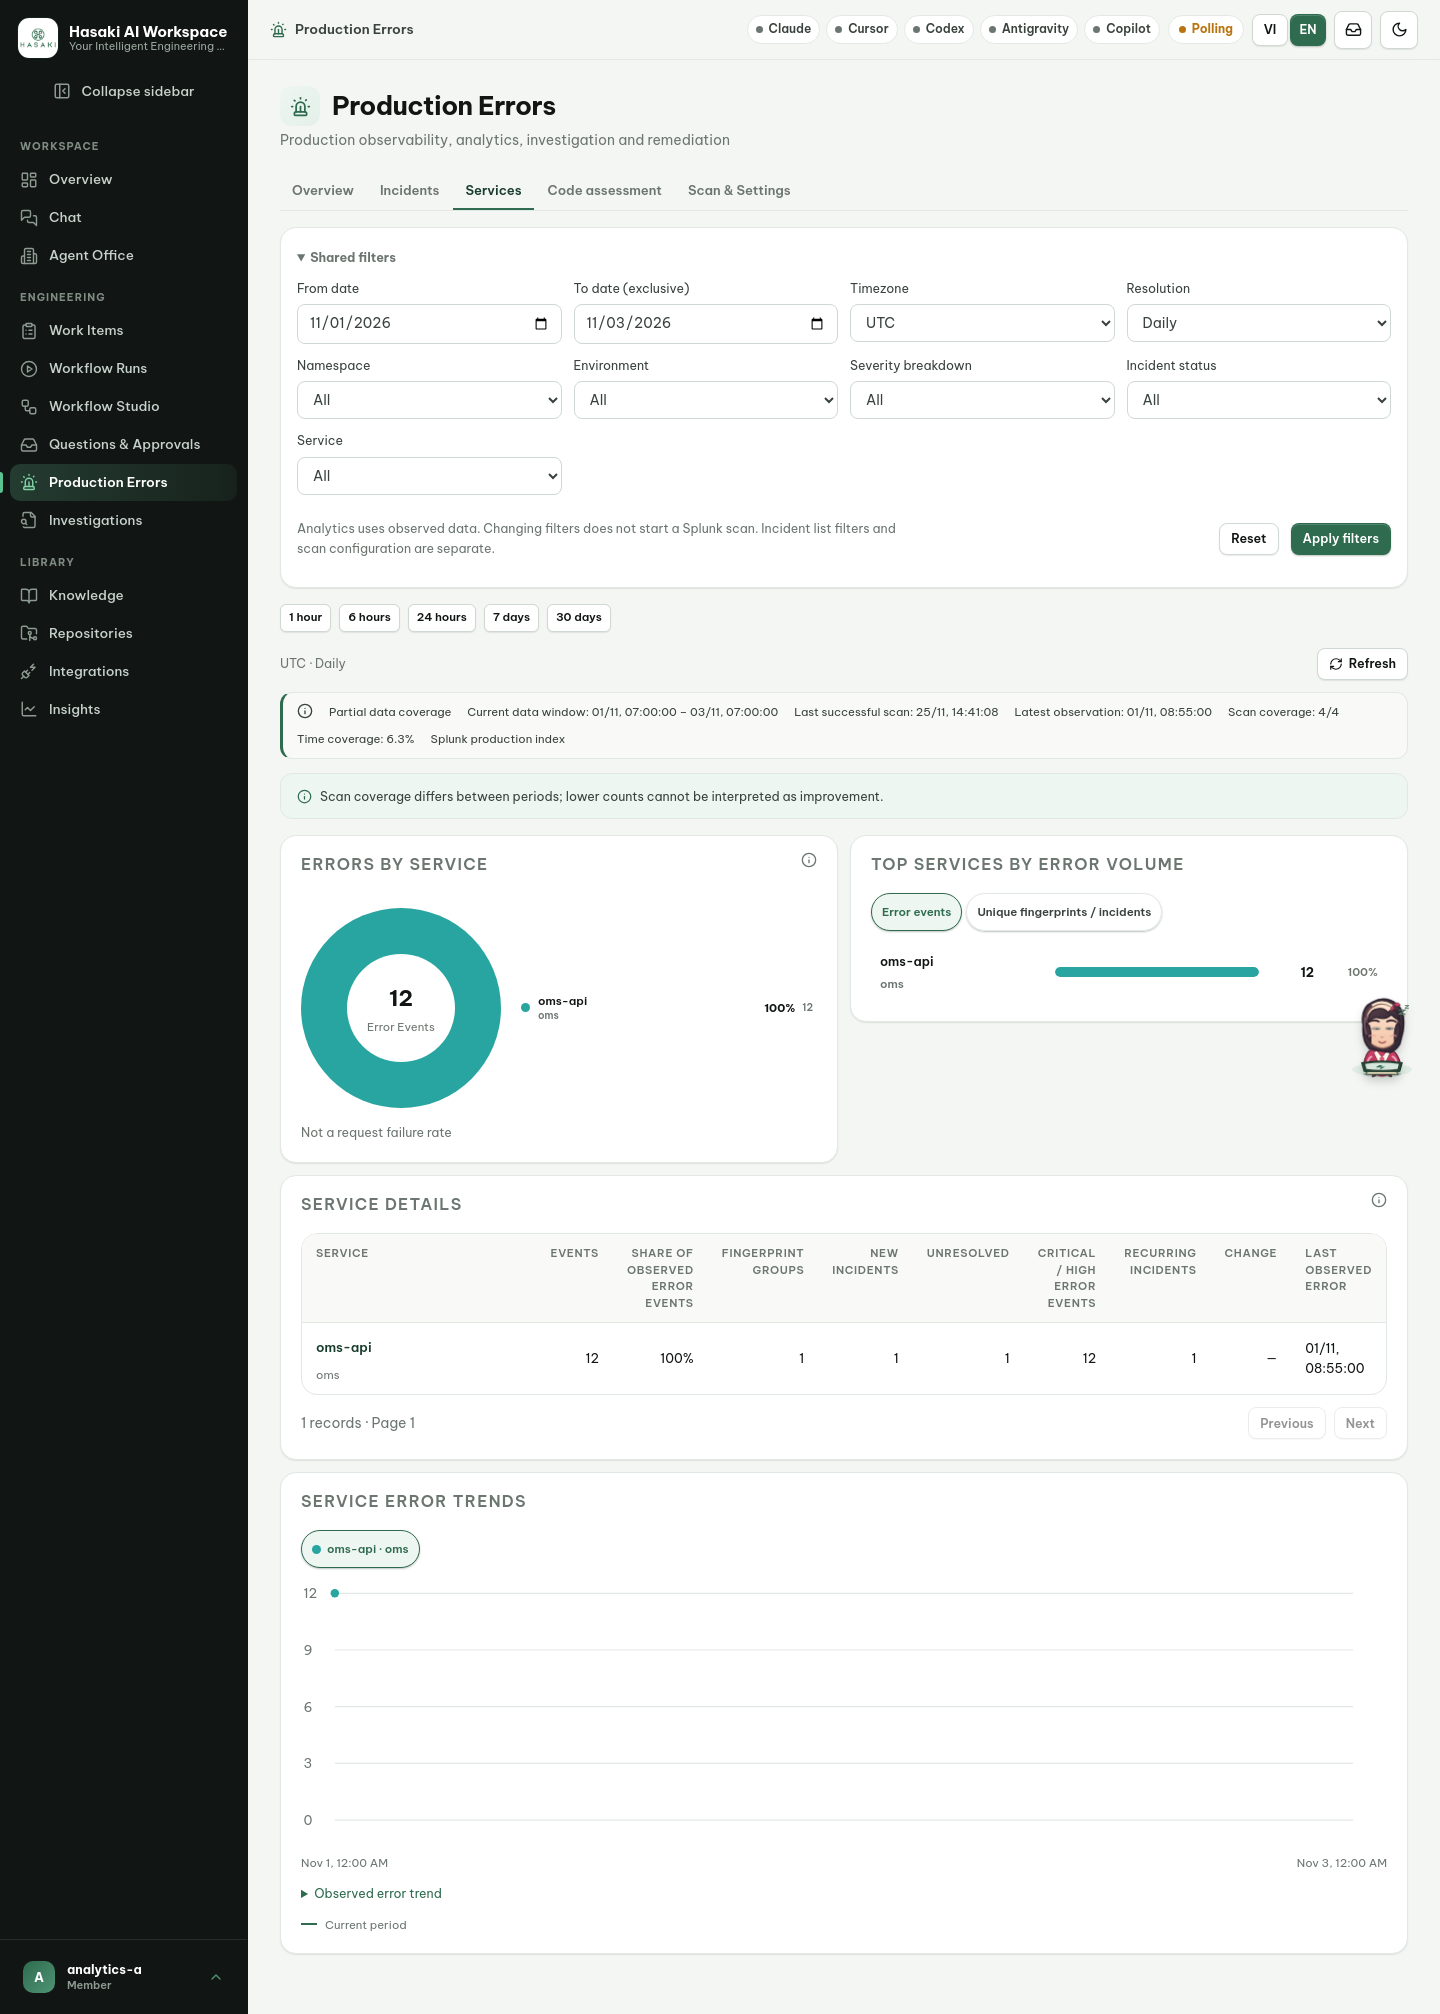 HASAKI
Hasaki AI Workspace
Your Intelligent Engineering ...
Collapse sidebar
WORKSPACE
Overview
Chat
Agent Office
ENGINEERING
Work Items
Workflow Runs
Workflow Studio
Questions & Approvals
Production Errors
Investigations
LIBRARY
Knowledge
Repositories
Integrations
Insights
A
analytics-a
Member
Production Errors
Claude
Cursor
Codex
Antigravity
Copilot
Polling
VI
EN
Production Errors
Production observability, analytics, investigation and remediation
Overview
Incidents
Services
Code assessment
Scan & Settings
▼ Shared filters
From date
To date (exclusive)
Timezone
Resolution
11/01/2026
11/03/2026
UTC
Daily
Namespace
Environment
Severity breakdown
Incident status
All
All
All
All
Service
All
Analytics uses observed data. Changing filters does not start a Splunk scan. Incident list filters and
scan configuration are separate.
Reset
Apply filters
1 hour
6 hours
24 hours
7 days
30 days
UTC · Daily
Refresh
Partial data coverage
Current data window: 01/11, 07:00:00 – 03/11, 07:00:00
Last successful scan: 25/11, 14:41:08
Latest observation: 01/11, 08:55:00
Scan coverage: 4/4
Time coverage: 6.3%
Splunk production index
Scan coverage differs between periods; lower counts cannot be interpreted as improvement.
ERRORS BY SERVICE
12
Error Events
oms-api
oms
100%
12
Not a request failure rate
TOP SERVICES BY ERROR VOLUME
Error events
Unique fingerprints / incidents
oms-api
oms
12
100%
SERVICE DETAILS
SERVICE
EVENTS
SHARE OF
OBSERVED
ERROR
EVENTS
FINGERPRINT
GROUPS
NEW
INCIDENTS
UNRESOLVED
CRITICAL
/ HIGH
ERROR
EVENTS
RECURRING
INCIDENTS
CHANGE
LAST
OBSERVED
ERROR
oms-api
oms
12
100%
1
1
1
12
1
—
01/11,
08:55:00
1 records · Page 1
Previous
Next
SERVICE ERROR TRENDS
oms-api · oms
12
9
6
3
0
Nov 1, 12:00 AM
Nov 3, 12:00 AM
▶ Observed error trend
Current period